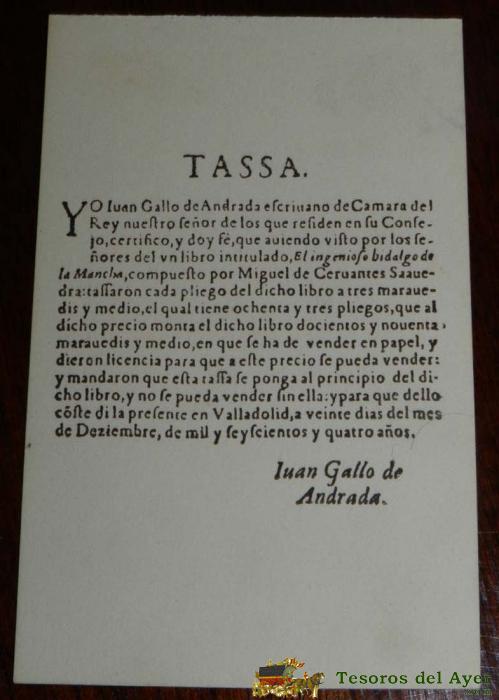 TASSA.
YO Iuan Gallo de Andrada escriuano de Camara del
Rey nuestro señor de los que residen en su Conse-
jo, certifico, y doy fè, que auiendo visto por los se-
ñores del vn libro intitulado, El ingenioso hidalgo de
la Mancha, compuesto por Miguel de Ceruantes Saaue-
dra: tassaron cada pliego del dicho libro a tres maraue-
dis y medio, el qual tiene ochenta y tres pliegos, que al
dicho precio monta el dicho libro docientos y nouenta
marauedis y medio, en que se ha de vender en papel, y
dieron licencia para que a este precio se pueda vender:
y mandaron que esta tassa se ponga al principio del di-
cho libro, y no se pueda vender sin ella: y para que dello
cõste di la presente en Valladolid, a veinte dias del mes
de Deziembre, de mil y seyscientos y quatro años.
Iuan Gallo de
Andrada.
Tesoros del Ayer